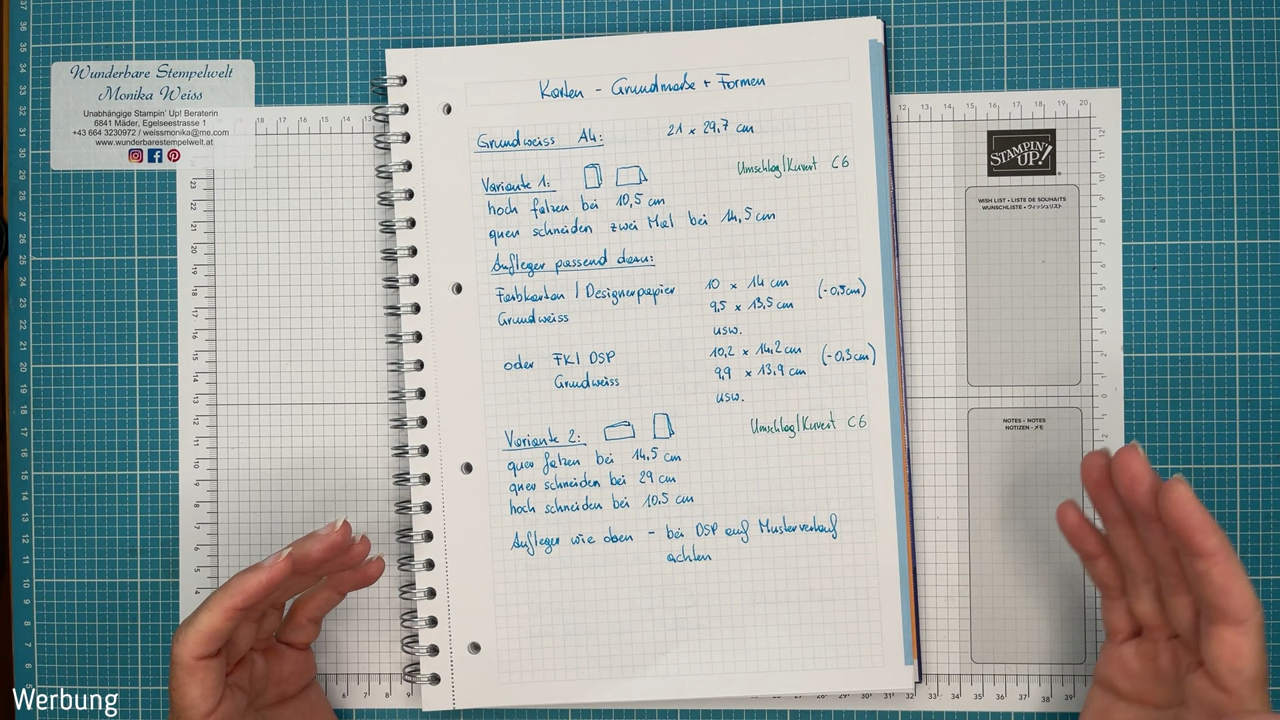 Wunderbare Stempelwelt
Monika Weiss
Unabhängige Stampin' Up! Beraterin
6841 Mäder, Egelseestrasse 1
+43 664 3230972 / weissmonika@me.com
www.wunderbarestempelwelt.at
Karten - Grundmaße + Formen
Grundweiss A4: 21 x 29,7 cm
Umschlag/Kuvert C6
Variante 1:
hoch falzen bei 10,5 cm
quer schneiden zwei Mal bei 14,5 cm
Aufleger passend dazu:
Farbkarton / Designerpapier 10 x 14 cm (-0,5cm)
Grundweiss 9,5 x 13,5 cm
usw.
oder FK/DSP 10,2 x 14,2 cm (-0,3cm)
Grundweiss 9,9 x 13,9 cm
usw.
Umschlag/Kuvert C6
Variante 2:
quer falzen bei 14,5 cm
quer schneiden bei 29 cm
hoch schneiden bei 10,5 cm
Aufleger wie oben - bei DSP auf Musterverlauf
achten
STAMPIN' UP!
WISH LIST • LISTE DE SOUHAITS
WUNSCHLISTE • ウィッシュリスト
NOTES • NOTES
NOTIZEN • メモ
Werbung